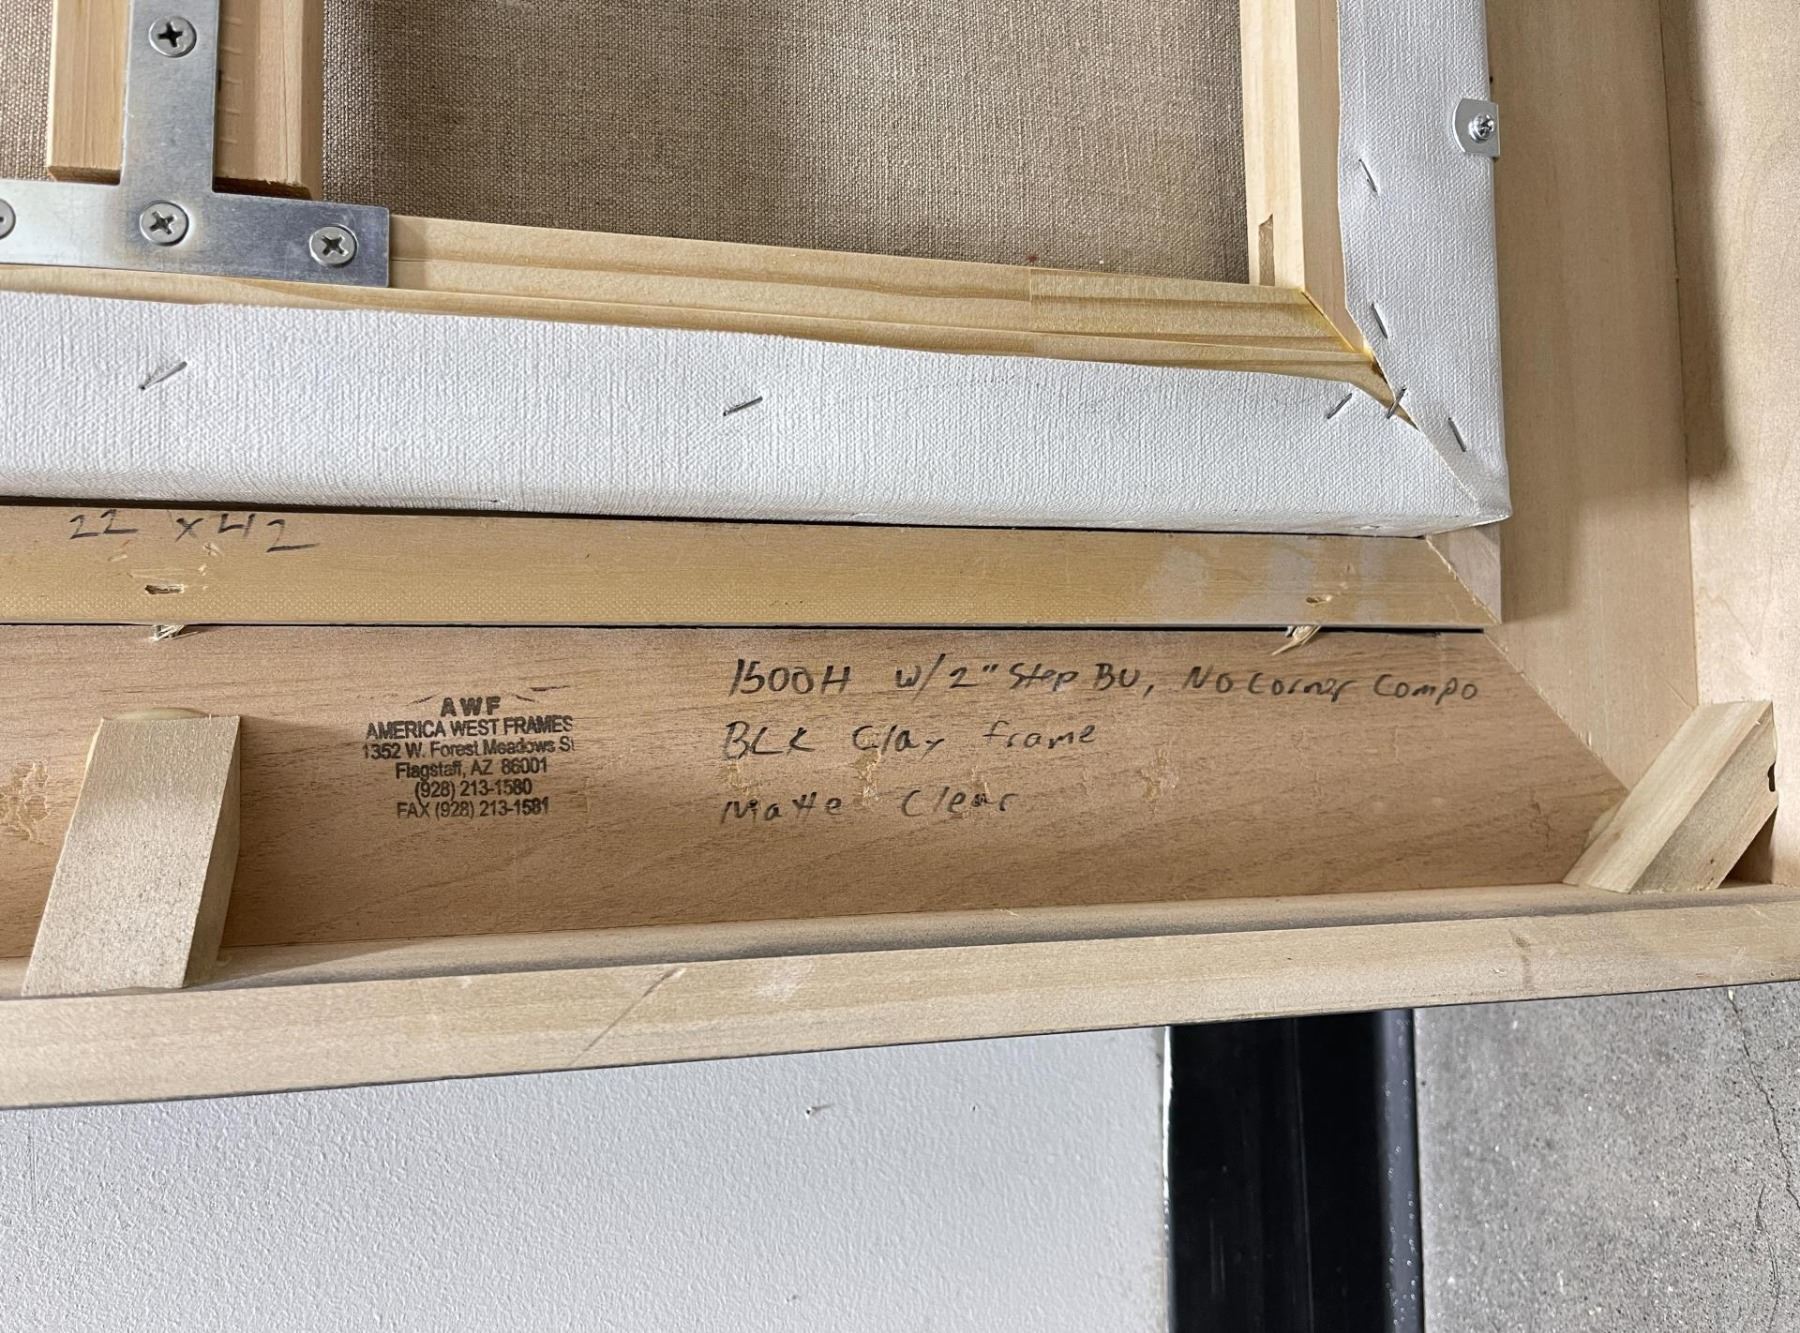 22 x 42
1500H w/2" Step BU, No Corner Compo
BLK Clay frame
Matte Clear
AWF
AMERICA WEST FRAMES
1352 W. Forest Meadows St
Flagstaff, AZ 86001
(928) 213-1580
FAX (928) 213-1581